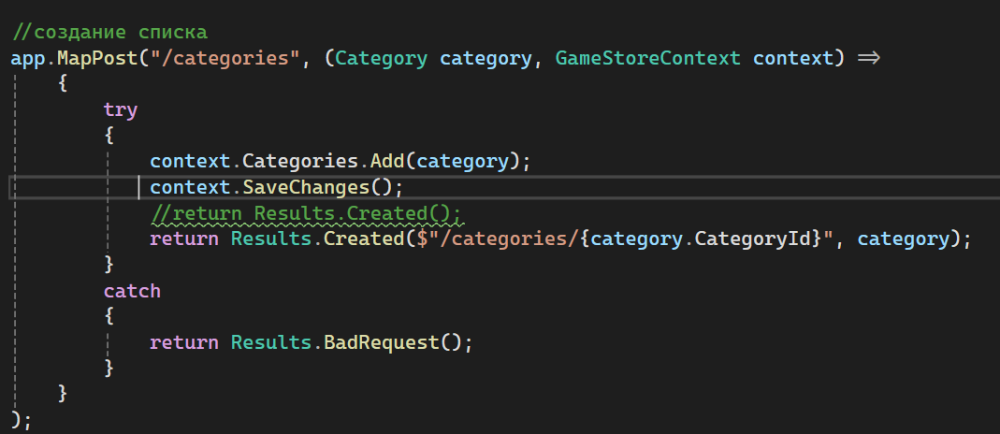 //создание списка
app.MapPost("/categories", (Category category, GameStoreContext context) =>
{
try
{
context.Categories.Add(category);
context.SaveChanges();
//return Results.Created();
return Results.Created($"/categories/{category.CategoryId}", category);
}
catch
{
return Results.BadRequest();
}
}
);